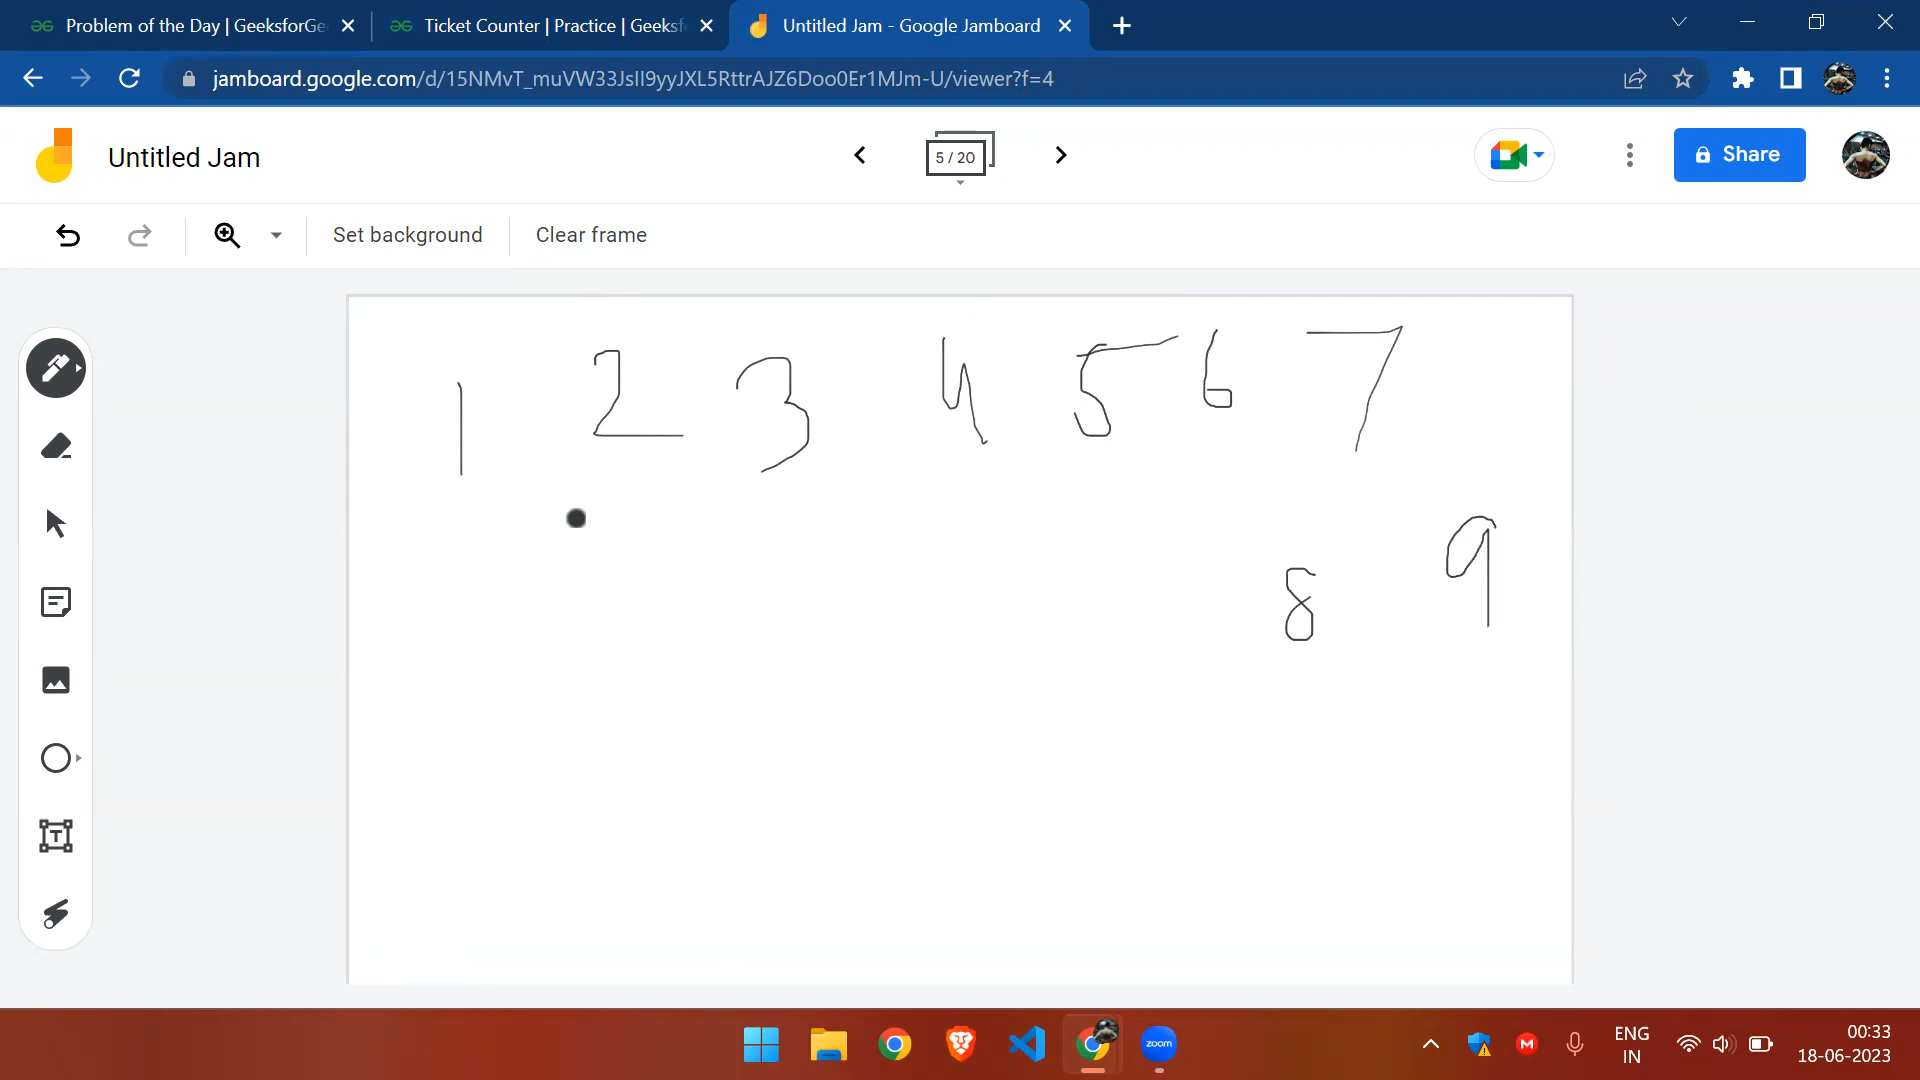 Problem of the Day | GeeksforGe
Ticket Counter | Practice | Geeksf
Untitled Jam - Google Jamboard
jamboard.google.com/d/15NMvT_muVW33JsII9yyJXL5RttrAJZ6Doo0Er1MJm-U/viewer?f=4
Untitled Jam
5 / 20
Share
Set background
Clear frame
1 2 3 4 5 6 7
8 9
T
zoom
M
ENG
IN
00:33
18-06-2023